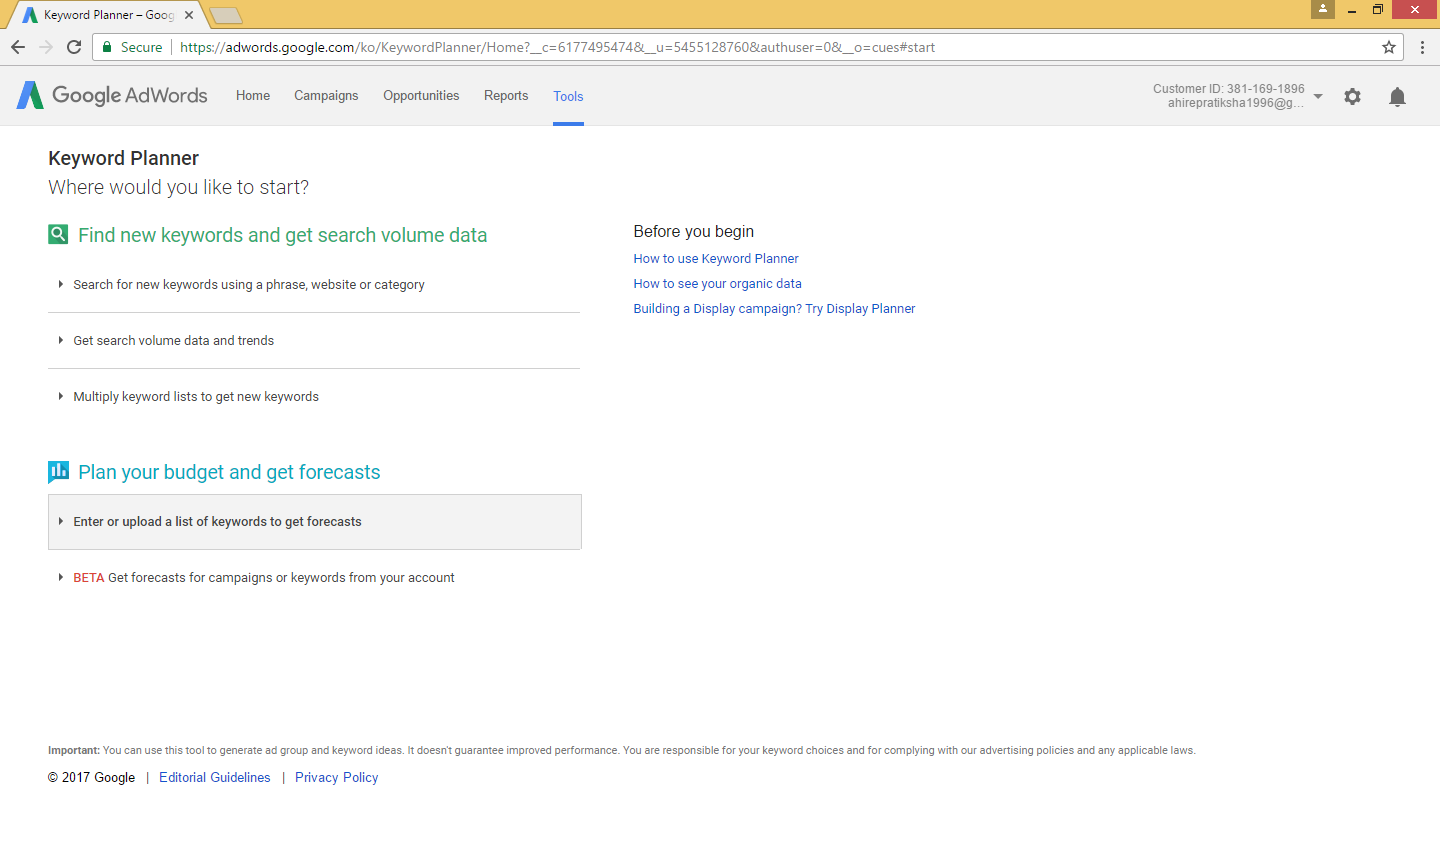 Keyword Planner – Goog
Secure
https://adwords.google.com/ko/KeywordPlanner/Home?__c=6177495474&__u=5455128760&authuser=0&__o=cues#start
Google AdWords
Home
Campaigns
Opportunities
Reports
Tools
Customer ID: 381-169-1896
ahirepratiksha1996@g...
Keyword Planner
Where would you like to start?
Find new keywords and get search volume data
Search for new keywords using a phrase, website or category
Get search volume data and trends
Multiply keyword lists to get new keywords
Before you begin
How to use Keyword Planner
How to see your organic data
Building a Display campaign? Try Display Planner
Plan your budget and get forecasts
Enter or upload a list of keywords to get forecasts
BETA Get forecasts for campaigns or keywords from your account
Important: You can use this tool to generate ad group and keyword ideas. It doesn't guarantee improved performance. You are responsible for your keyword choices and for complying with our advertising policies and any applicable laws.
© 2017 Google | Editorial Guidelines | Privacy Policy